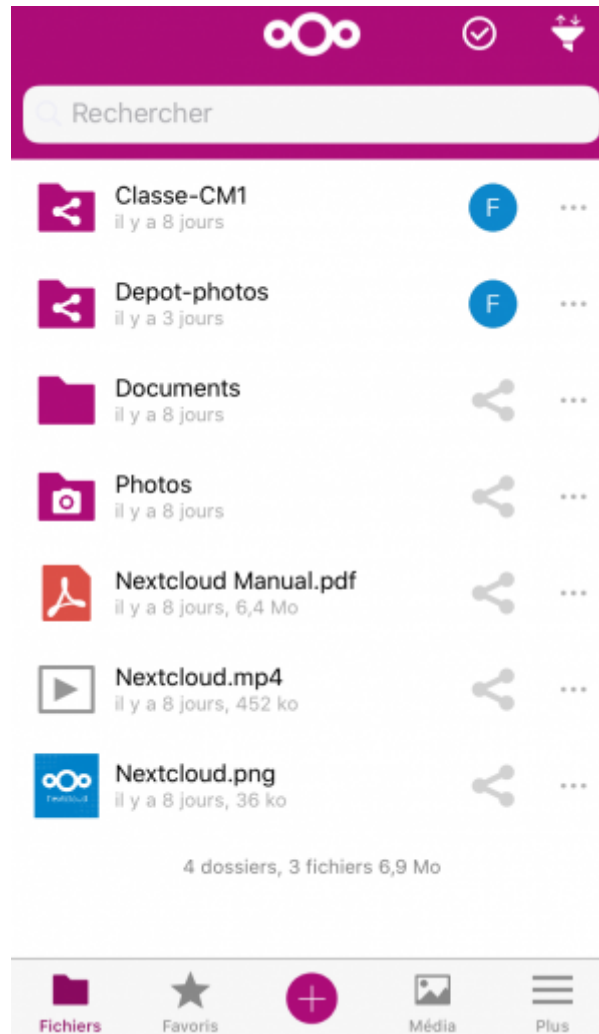 Rechercher
Classe-CM1
F
il y a 8 jours
Depot-photos
F
il y a 3 jours
Documents
il y a 8 jours
Photos
il y a 8 jours
Nextcloud Manual.pdf
il y a 8 jours, 6,4 Mo
Nextcloud.mp4
il y a 8 jours, 452 ko
Nextcloud.png
il y a 8 jours, 36 ko
4 dossiers, 3 fichiers 6,9 Mo
Fichiers Favoris Média Plus